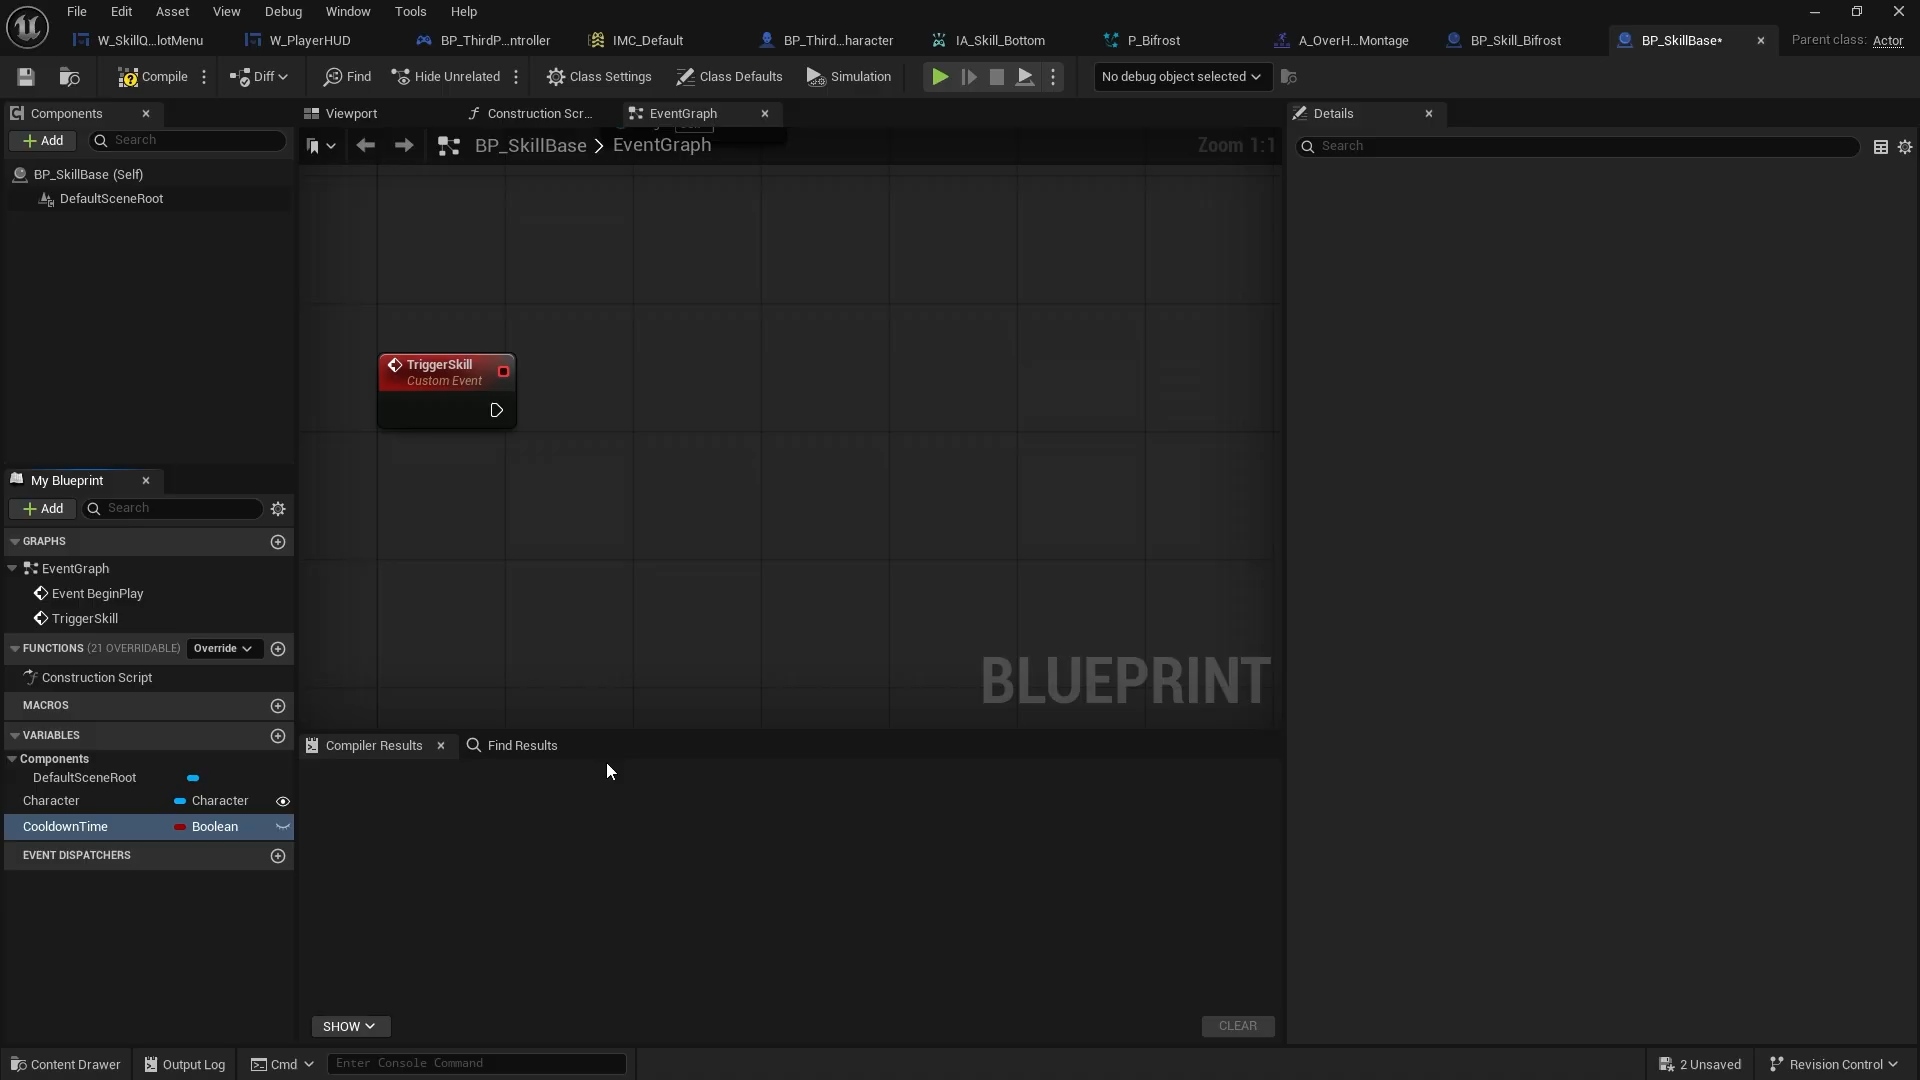 File Edit Asset View Debug Window Tools Help
W_SkillQ...lotMenu W_PlayerHUD BP_ThirdP...ntroller IMC_Default BP_Third...haracter IA_Skill_Bottom P_Bifrost A_OverH...Montage BP_Skill_Bifrost BP_SkillBase* Parent class: Actor
Compile Diff Find Hide Unrelated Class Settings Class Defaults Simulation No debug object selected
Components
Add Search
BP_SkillBase (Self)
DefaultSceneRoot
Viewport Construction Scr... EventGraph
BP_SkillBase > EventGraph Zoom 1:1
TriggerSkill
Custom Event
BLUEPRINT
Details
Search
My Blueprint
Add Search
GRAPHS
EventGraph
Event BeginPlay
TriggerSkill
FUNCTIONS (21 OVERRIDABLE) Override
Construction Script
MACROS
VARIABLES
Components
DefaultSceneRoot
Character Character
CooldownTime Boolean
EVENT DISPATCHERS
Compiler Results Find Results
SHOW CLEAR
Content Drawer Output Log Cmd Enter Console Command 2 Unsaved Revision Control